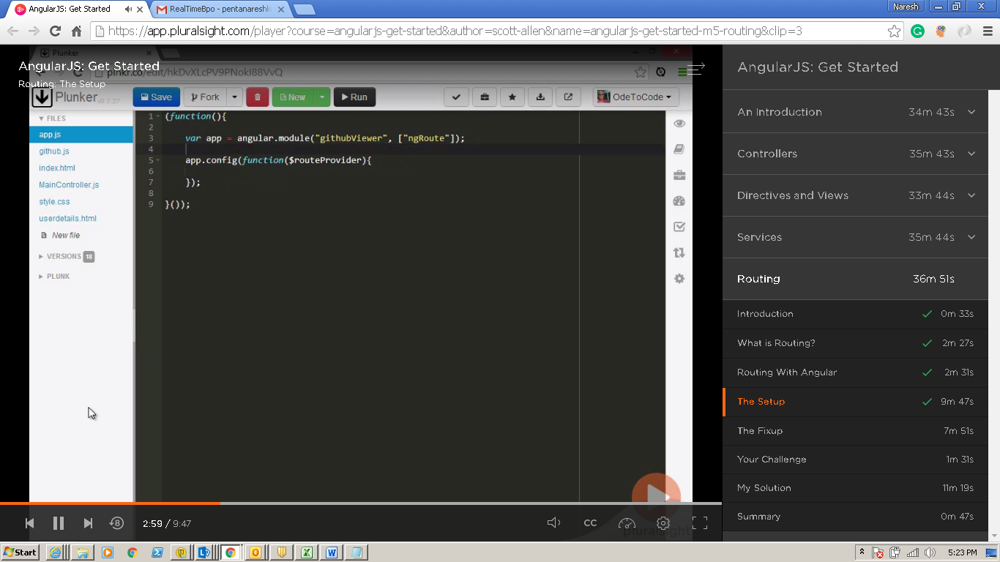 AngularJS: Get Started
RealTimeBpo - pentanaresh
Naresh
https://app.pluralsight.com/player?course=angularjs-get-started&author=scott-allen&name=angularjs-get-started-m5-routing&clip=3
Plunker
AngularJS: Get Started
plnkr.co/edit/hkDvXLcPV9PNokI88VvQ
Routing: The Setup
Plunker v0.7.27
Save
Fork
New
Run
OdeToCode
FILES
app.js
github.js
index.html
MainController.js
style.css
userdetails.html
New file
VERSIONS 18
PLUNK
1 (function(){
2
3 var app = angular.module("githubViewer", ["ngRoute"]);
4
5 app.config(function($routeProvider){
6
7 });
8
9 }());
AngularJS: Get Started
An Introduction 34m 43s
Controllers 35m 43s
Directives and Views 33m 44s
Services 35m 44s
Routing 36m 51s
Introduction 0m 33s
What is Routing? 2m 27s
Routing With Angular 2m 31s
The Setup 9m 47s
The Fixup 7m 51s
Your Challenge 1m 31s
My Solution 11m 19s
Summary 0m 47s
8
2:59 / 9:47
CC
pluralsight
Start
5:23 PM